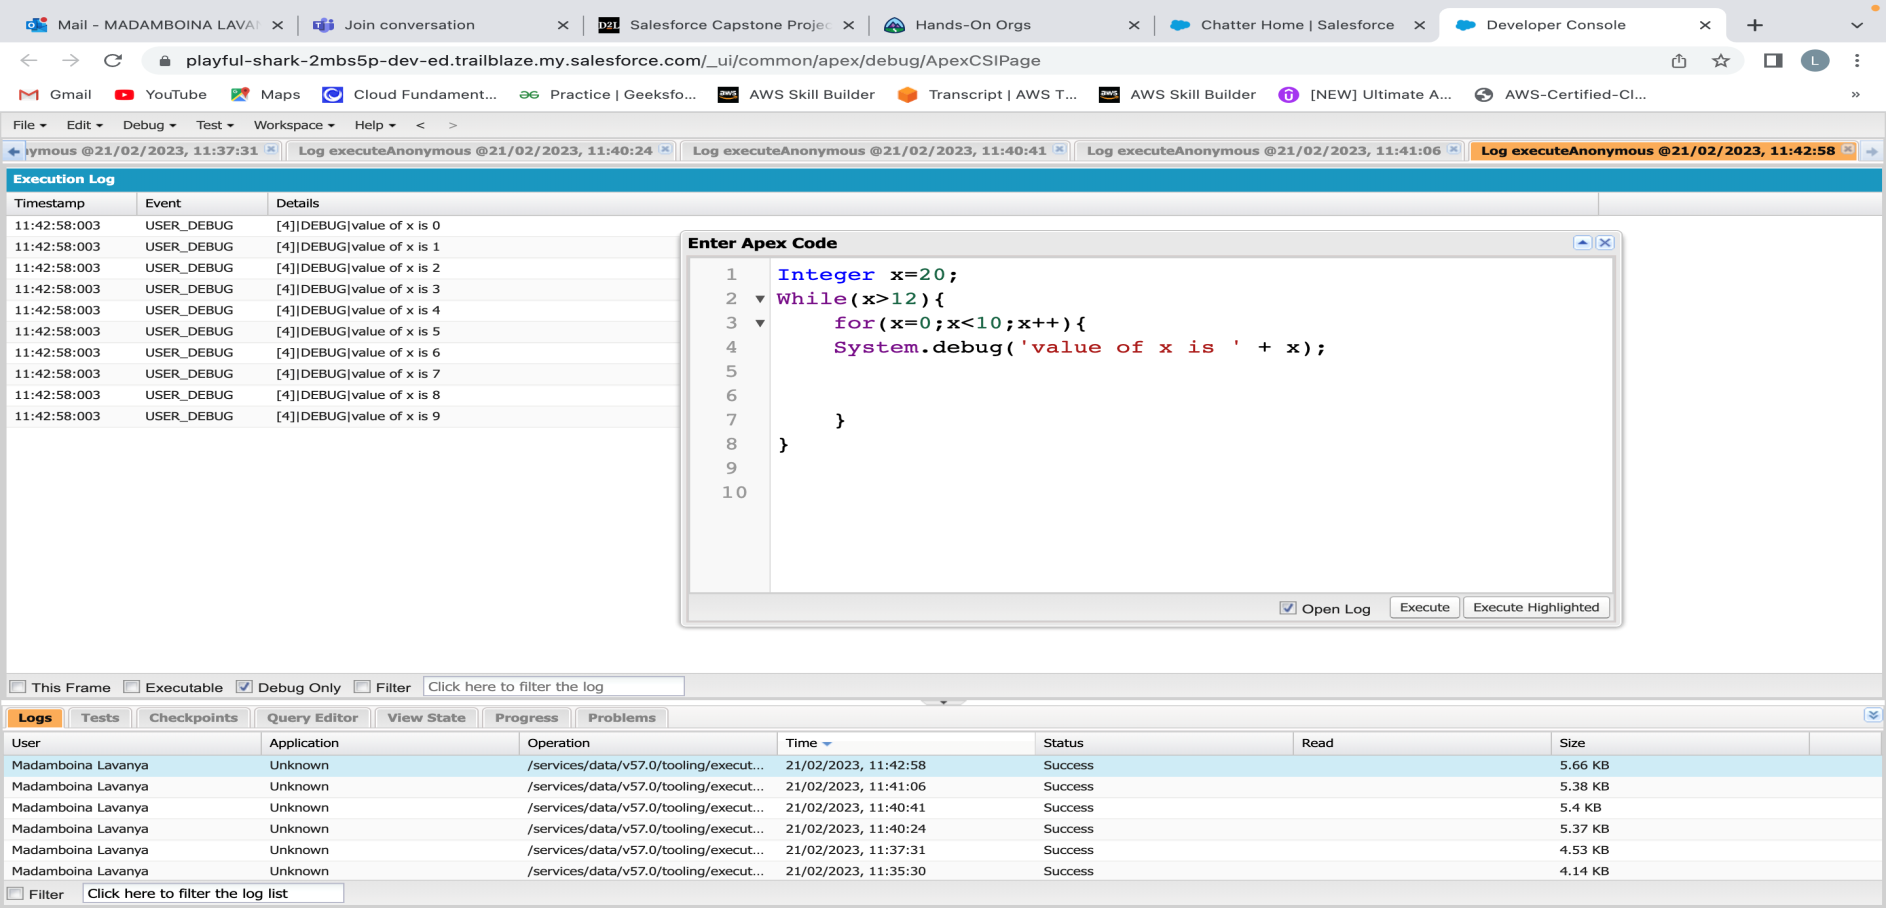 Mail - MADAMBOINA LAVAN
Join conversation
D2L Salesforce Capstone Projec
Hands-On Orgs
Chatter Home | Salesforce
Developer Console
playful-shark-2mbs5p-dev-ed.trailblaze.my.salesforce.com/_ui/common/apex/debug/ApexCSIPage
L
Gmail YouTube Maps Cloud Fundament... Practice | Geeksfo... aws AWS Skill Builder Transcript | AWS T... aws AWS Skill Builder [NEW] Ultimate A... AWS-Certified-Cl... »
File Edit Debug Test Workspace Help < >
nymous @21/02/2023, 11:37:31 Log executeAnonymous @21/02/2023, 11:40:24 Log executeAnonymous @21/02/2023, 11:40:41 Log executeAnonymous @21/02/2023, 11:41:06 Log executeAnonymous @21/02/2023, 11:42:58
Execution Log
Timestamp Event Details
11:42:58:003 USER_DEBUG [4]|DEBUG|value of x is 0
11:42:58:003 USER_DEBUG [4]|DEBUG|value of x is 1
11:42:58:003 USER_DEBUG [4]|DEBUG|value of x is 2
11:42:58:003 USER_DEBUG [4]|DEBUG|value of x is 3
11:42:58:003 USER_DEBUG [4]|DEBUG|value of x is 4
11:42:58:003 USER_DEBUG [4]|DEBUG|value of x is 5
11:42:58:003 USER_DEBUG [4]|DEBUG|value of x is 6
11:42:58:003 USER_DEBUG [4]|DEBUG|value of x is 7
11:42:58:003 USER_DEBUG [4]|DEBUG|value of x is 8
11:42:58:003 USER_DEBUG [4]|DEBUG|value of x is 9
Enter Apex Code
1 Integer x=20;
2 While(x>12){
3 for(x=0;x<10;x++){
4 System.debug('value of x is ' + x);
5
6
7 }
8 }
9
10
Open Log Execute Execute Highlighted
This Frame Executable Debug Only Filter Click here to filter the log
Logs Tests Checkpoints Query Editor View State Progress Problems
User Application Operation Time Status Read Size
Madamboina Lavanya Unknown /services/data/v57.0/tooling/execut... 21/02/2023, 11:42:58 Success 5.66 KB
Madamboina Lavanya Unknown /services/data/v57.0/tooling/execut... 21/02/2023, 11:41:06 Success 5.38 KB
Madamboina Lavanya Unknown /services/data/v57.0/tooling/execut... 21/02/2023, 11:40:41 Success 5.4 KB
Madamboina Lavanya Unknown /services/data/v57.0/tooling/execut... 21/02/2023, 11:40:24 Success 5.37 KB
Madamboina Lavanya Unknown /services/data/v57.0/tooling/execut... 21/02/2023, 11:37:31 Success 4.53 KB
Madamboina Lavanya Unknown /services/data/v57.0/tooling/execut... 21/02/2023, 11:35:30 Success 4.14 KB
Filter Click here to filter the log list